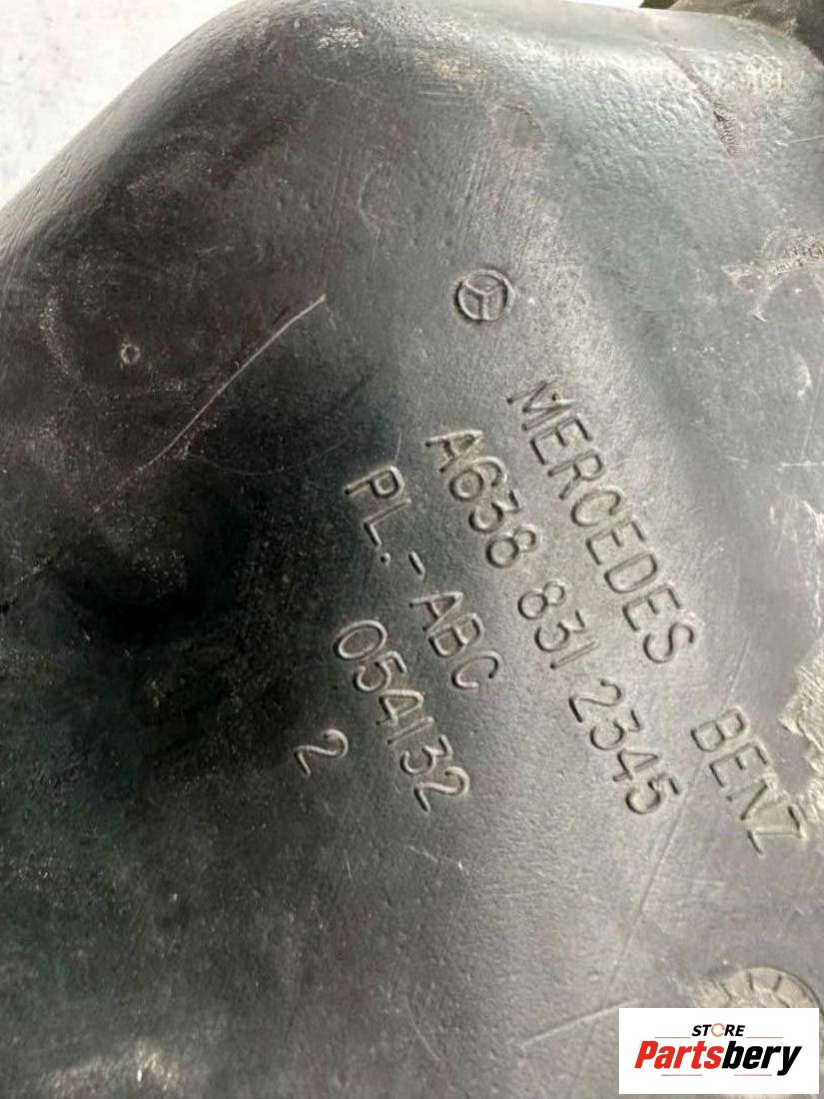 MERCEDES BENZ
A638 831 2345
PL.-ABC
054132
2
STORE
Partsbery